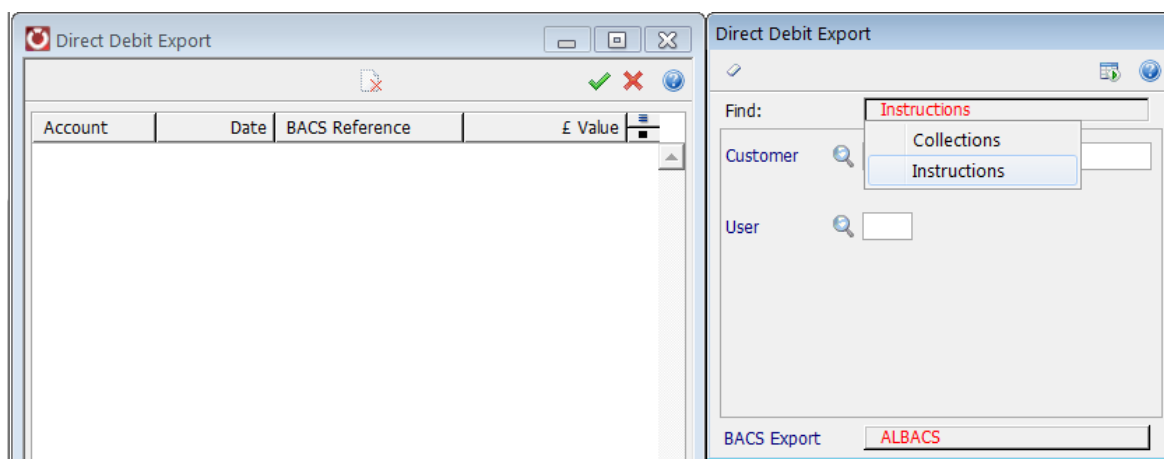 Direct Debit Export
Account Date BACS Reference £ Value
Direct Debit Export
Find: Instructions
Collections
Instructions
Customer
User
BACS Export ALBACS